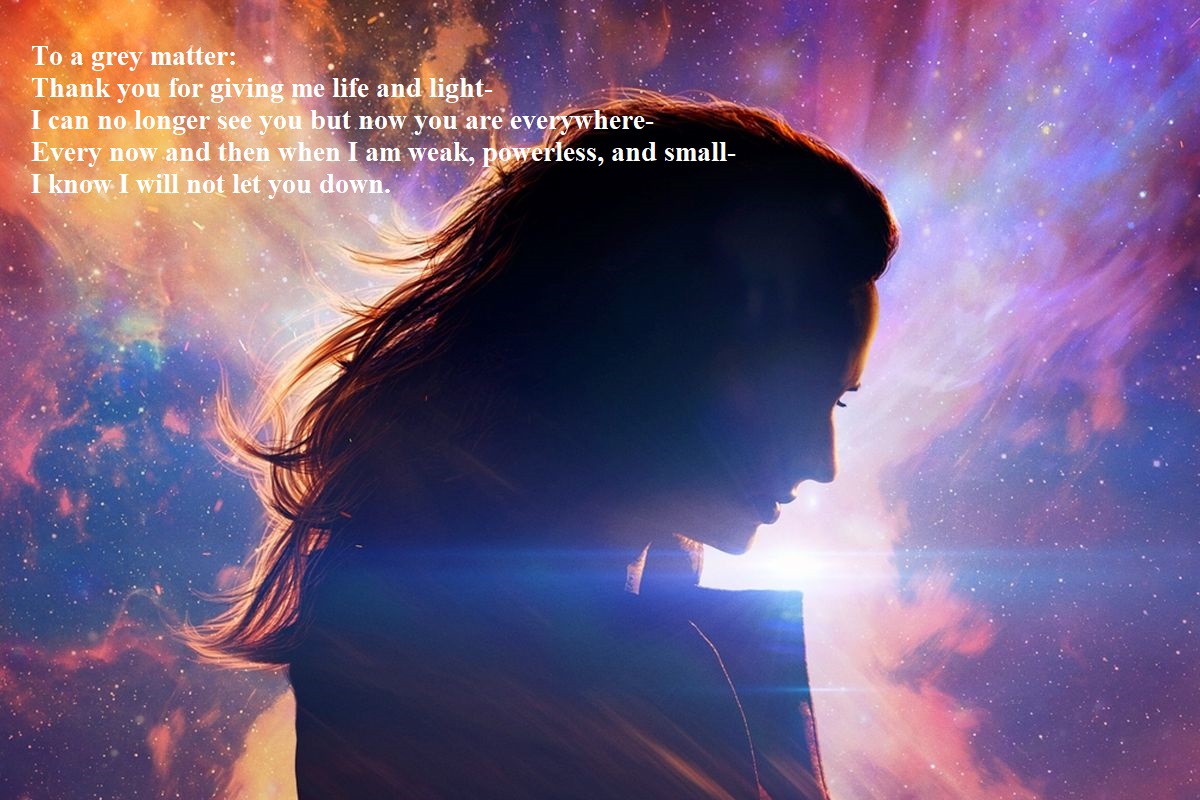 To a grey matter:
Thank you for giving me life and light-
I can no longer see you but now you are everywhere-
Every now and then when I am weak, powerless, and small-
I know I will not let you down.